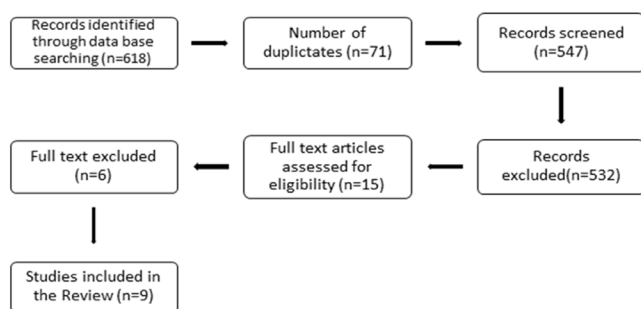 Records identified
through data base
searching (n=618)
Number of
duplictates (n=71)
Records screened
(n=547)
Records
excluded(n=532)
Full text articles
assessed for
eligibility (n=15)
Full text excluded
(n=6)
Studies included in
the Review (n=9)